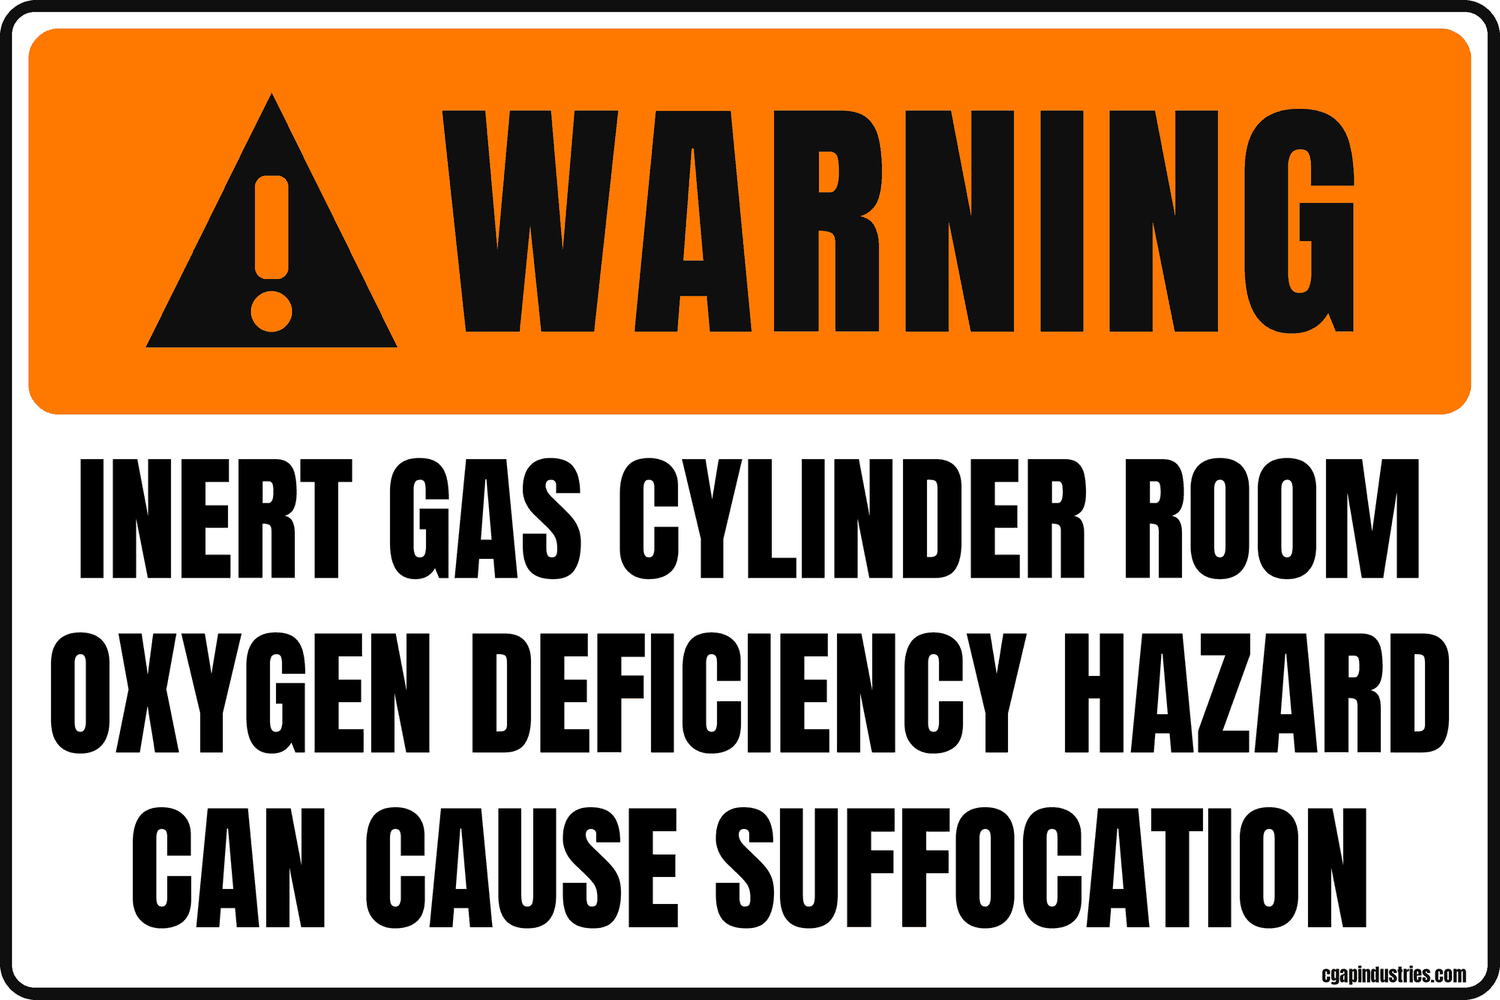 WARNING
INERT GAS CYLINDER ROOM
OXYGEN DEFICIENCY HAZARD
CAN CAUSE SUFFOCATION
cgapindustries.com